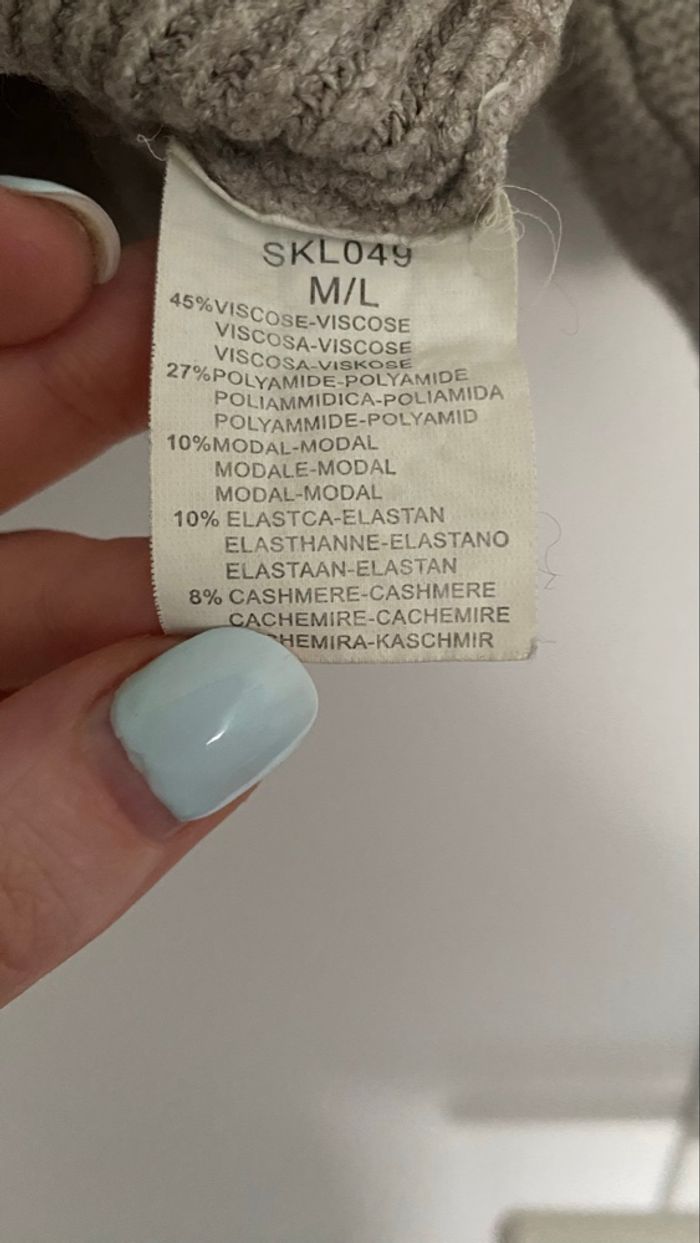 SKL049
M/L
45%VISCOSE-VISCOSE
VISCOSA-VISCOSE
VISCOSA-VISKOSE
27%POLYAMIDE-POLYAMIDE
POLIAMMIDICA-POLIAMIDA
POLYAMMIDE-POLYAMID
10%MODAL-MODAL
MODALE-MODAL
MODAL-MODAL
10% ELASTCA-ELASTAN
ELASTHANNE-ELASTANO
ELASTAAN-ELASTAN
8% CASHMERE-CASHMERE
CACHEMIRE-CACHEMIRE
HEMIRA-KASCHMIR